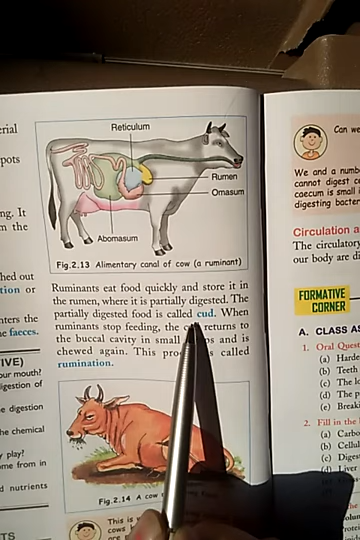 erial
pots
ng. It
m the
hed out
tion or
nters the
e faeces.
IVE)
our mouth?
digestion of
e digestion
he chemical
y play?
ome from in
d nutrients
TS
Reticulum
Rumen
Omasum
Abomasum
Fig.2.13 Alimentary canal of cow (a ruminant)
Ruminants eat food quickly and store it in
the rumen, where it is partially digested. The
partially digested food is called cud. When
ruminants stop feeding, the returns to
the buccal cavity in small and is
chewed again. This is called
rumination.
Fig.2.14 A cow
This is
cows
are
Can we
We and a numb
cannot digest ce
caecum is small i
digesting bacter
Circulation a
The circulatory
our body are di
FORMATIVE
CORNER
A. CLASS AS
1. Oral Quest
(a) Harde
(b) Teeth
(c) The lo
(d) The p
(e) Breaki
2. Fill in the
(a) Carbo
(b) Cellul
(c) Diges
(d) Liver